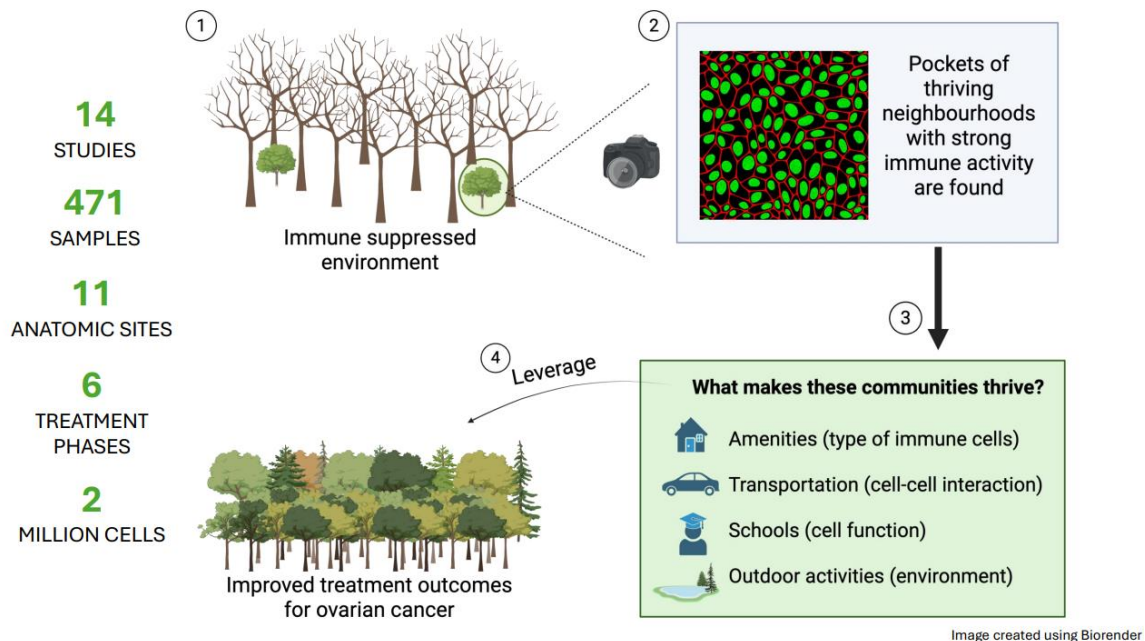 14
STUDIES
471
SAMPLES
11
ANATOMIC SITES
6
TREATMENT
PHASES
2
MILLION CELLS
1
Immune suppressed
environment
2
Pockets of
thriving
neighbourhoods
with strong
immune activity
are found
3
What makes these communities thrive?
Amenities (type of immune cells)
Transportation (cell-cell interaction)
Schools (cell function)
Outdoor activities (environment)
4
Leverage
Improved treatment outcomes
for ovarian cancer
Image created using Biorender